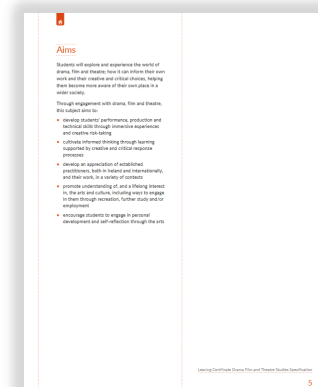 Aims
Students will explore and experience the world of
drama, film and theatre; how it can inform their own
work and their creative and critical choices, helping
them become more aware of their own place in a
wider society.
Through engagement with drama, film and theatre,
this subject aims to:
• develop students' performance, production and
technical skills through immersive experiences
and creative risk-taking
• cultivate informed thinking through learning
supported by creative and critical response
processes
• develop an appreciation of established
practitioners, both in Ireland and internationally,
and their work, in a variety of contexts
• promote understanding of, and a lifelong interest
in, the arts and culture, including ways to engage
in them through recreation, further study and/or
employment
• encourage students to engage in personal
development and self-reflection through the arts
Leaving Certificate Drama Film and Theatre Studies Specification
5